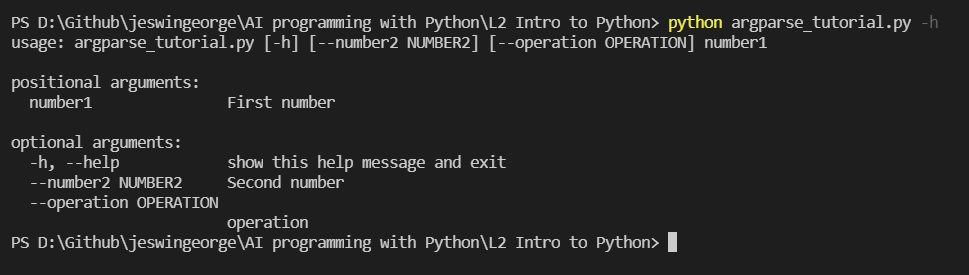 PS D:\Github\jeswingeorge\AI programming with Python\L2 Intro to Python> python argparse_tutorial.py -h
usage: argparse_tutorial.py [-h] [--number2 NUMBER2] [--operation OPERATION] number1
positional arguments:
number1 First number
optional arguments:
-h, --help show this help message and exit
--number2 NUMBER2 Second number
--operation OPERATION
operation
PS D:\Github\jeswingeorge\AI programming with Python\L2 Intro to Python>